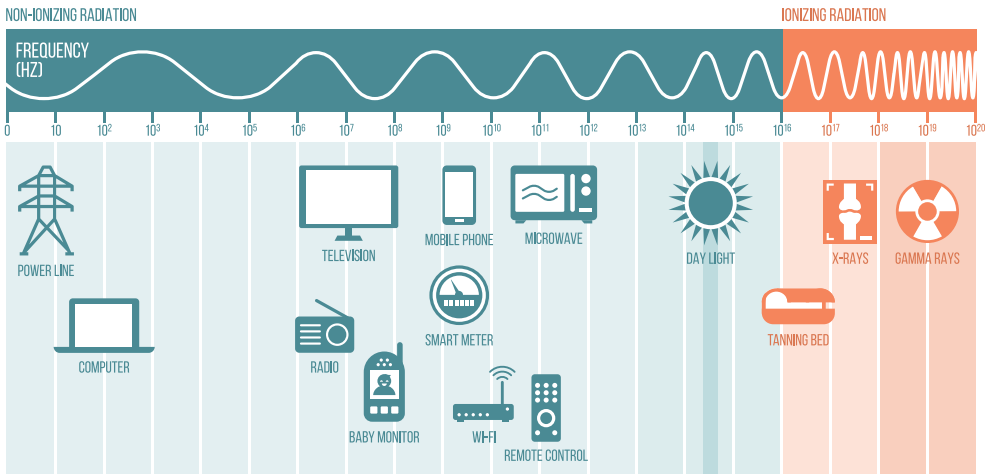 NON-IONIZING RADIATION
IONIZING RADIATION
FREQUENCY
(HZ)
0 10 10² 10³ 10⁴ 10⁵ 10⁶ 10⁷ 10⁸ 10⁹ 10¹⁰ 10¹¹ 10¹² 10¹³ 10¹⁴ 10¹⁵ 10¹⁶ 10¹⁷ 10¹⁸ 10¹⁹ 10²⁰
POWER LINE
TELEVISION
MOBILE PHONE
MICROWAVE
DAY LIGHT
X-RAYS
GAMMA RAYS
COMPUTER
RADIO
SMART METER
TANNING BED
BABY MONITOR
WI-FI
REMOTE CONTROL